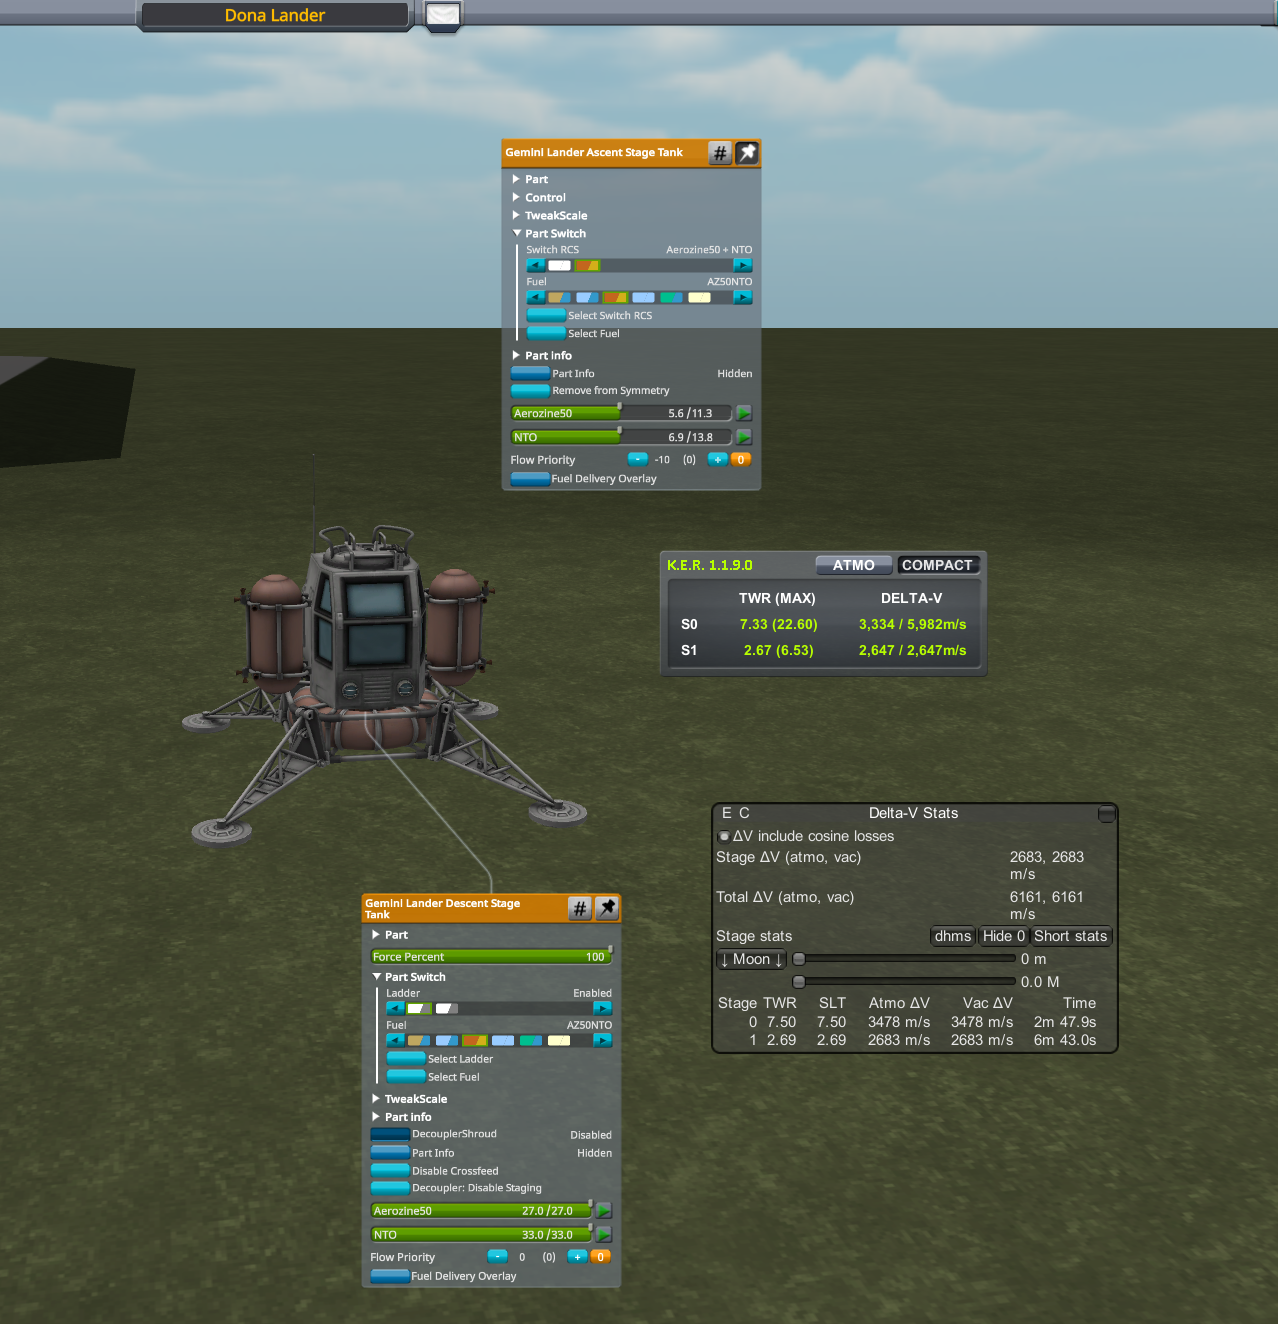 Dona Lander
Gemini Lander Ascent Stage Tank #
Part
Control
TweakScale
Part Switch
Switch RCS Aerozine50 + NTO
Fuel AZ50NTO
Select Switch RCS
Select Fuel
Part Info
Part Info Hidden
Remove from Symmetry
Aerozine50 5.6 /11.3
NTO 6.9 /13.8
Flow Priority - -10 (0) + 0
Fuel Delivery Overlay
K.E.R. 1.1.9.0 ATMO COMPACT
TWR (MAX) DELTA-V
S0 7.33 (22.60) 3,334 / 5,982m/s
S1 2.67 (6.53) 2,647 / 2,647m/s
E C Delta-V Stats
ΔV include cosine losses
Stage ΔV (atmo, vac) 2683, 2683
m/s
Total ΔV (atmo, vac) 6161, 6161
m/s
Stage stats dhms Hide 0 Short stats
↓ Moon ↓ 0 m
0.0 M
Stage TWR SLT Atmo ΔV Vac ΔV Time
0 7.50 7.50 3478 m/s 3478 m/s 2m 47.9s
1 2.69 2.69 2683 m/s 2683 m/s 6m 43.0s
Gemini Lander Descent Stage
Tank #
Part
Force Percent 100
Part Switch
Ladder Enabled
Fuel AZ50NTO
Select Ladder
Select Fuel
TweakScale
Part info
DecouplerShroud Disabled
Part Info Hidden
Disable Crossfeed
Decoupler: Disable Staging
Aerozine50 27.0 /27.0
NTO 33.0 /33.0
Flow Priority - 0 (0) + 0
Fuel Delivery Overlay